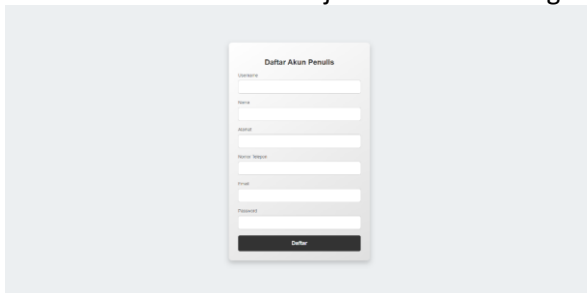 Daftar Akun Penulis
Username
Nama
Alamat
Nomor Telepon
Email
Password
Daftar